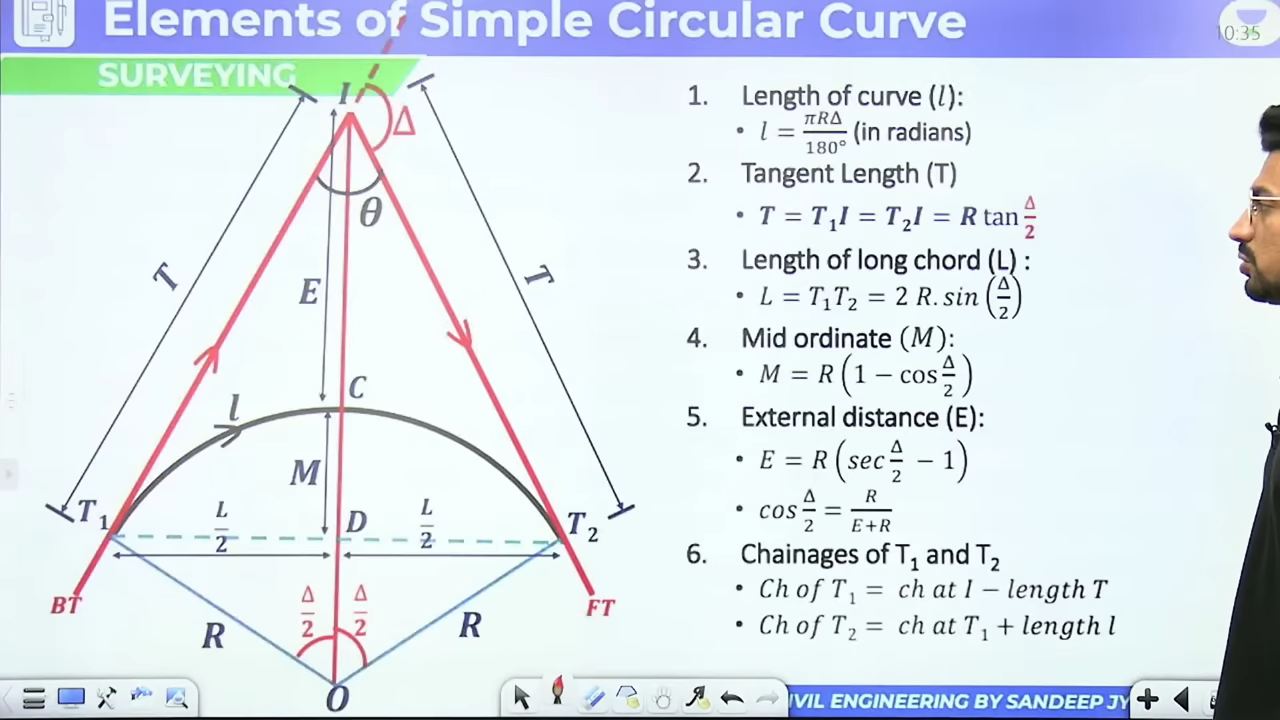 Elements of Simple Circular Curve
10:35
SURVEYING
I
Δ
θ
T
T
E
C
l
M
T₁
L/2
D
L/2
T₂
BT
FT
Δ/2
Δ/2
R
R
O
1. Length of curve (l):
• l = πRΔ/180° (in radians)
2. Tangent Length (T)
• T = T₁I = T₂I = R tan Δ/2
3. Length of long chord (L) :
• L = T₁T₂ = 2 R. sin (Δ/2)
4. Mid ordinate (M):
• M = R (1 − cos Δ/2)
5. External distance (E):
• E = R (sec Δ/2 − 1)
• cos Δ/2 = R/E+R
6. Chainages of T₁ and T₂
• Ch of T₁ = ch at I − length T
• Ch of T₂ = ch at T₁ + length l
IVIL ENGINEERING BY SANDEEP JY